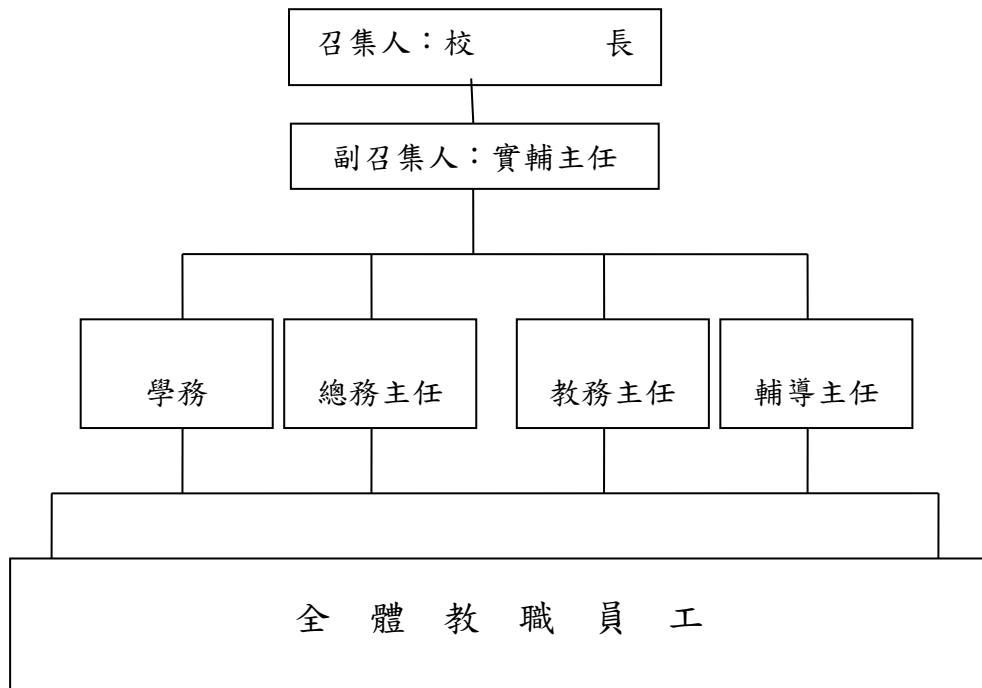 召集人：校　　　　長
副召集人：實輔主任
學務　總務主任　教務主任　輔導主任
全 體 教 職 員 工